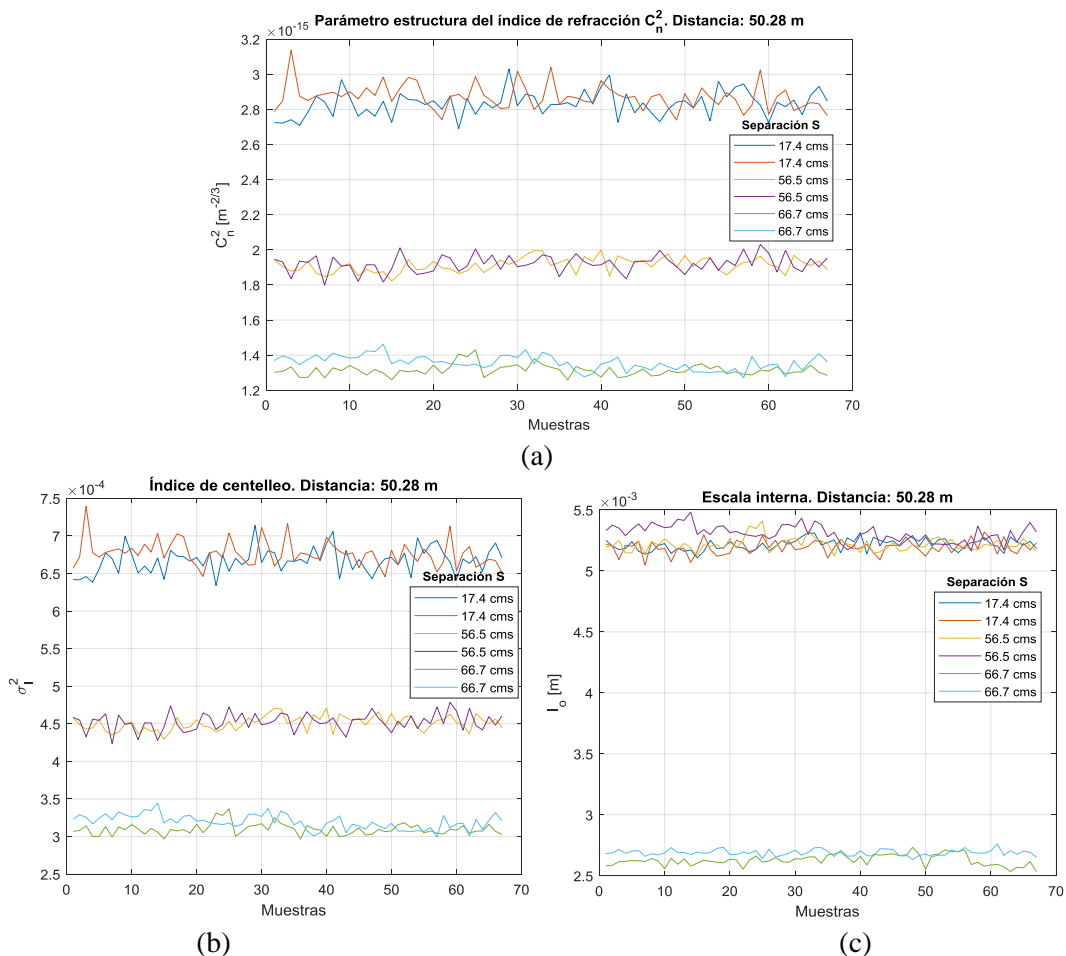 Parámetro estructura del índice de refracción C_n^2. Distancia: 50.28 m
×10^-15
3.2
3
2.8
2.6
2.4
2.2
2
1.8
1.6
1.4
1.2
C_n^2 [m^-2/3]
0 10 20 30 40 50 60 70
Muestras
Separación S
17.4 cms
17.4 cms
56.5 cms
56.5 cms
66.7 cms
66.7 cms
(a)
Índice de centelleo. Distancia: 50.28 m
×10^-4
7.5
7
6.5
6
5.5
5
4.5
4
3.5
3
2.5
σ_I^2
0 10 20 30 40 50 60 70
Muestras
Separación S
17.4 cms
17.4 cms
56.5 cms
56.5 cms
66.7 cms
66.7 cms
(b)
Escala interna. Distancia: 50.28 m
×10^-3
5.5
5
4.5
4
3.5
3
2.5
l_o [m]
0 10 20 30 40 50 60 70
Muestras
Separación S
17.4 cms
17.4 cms
56.5 cms
56.5 cms
66.7 cms
66.7 cms
(c)